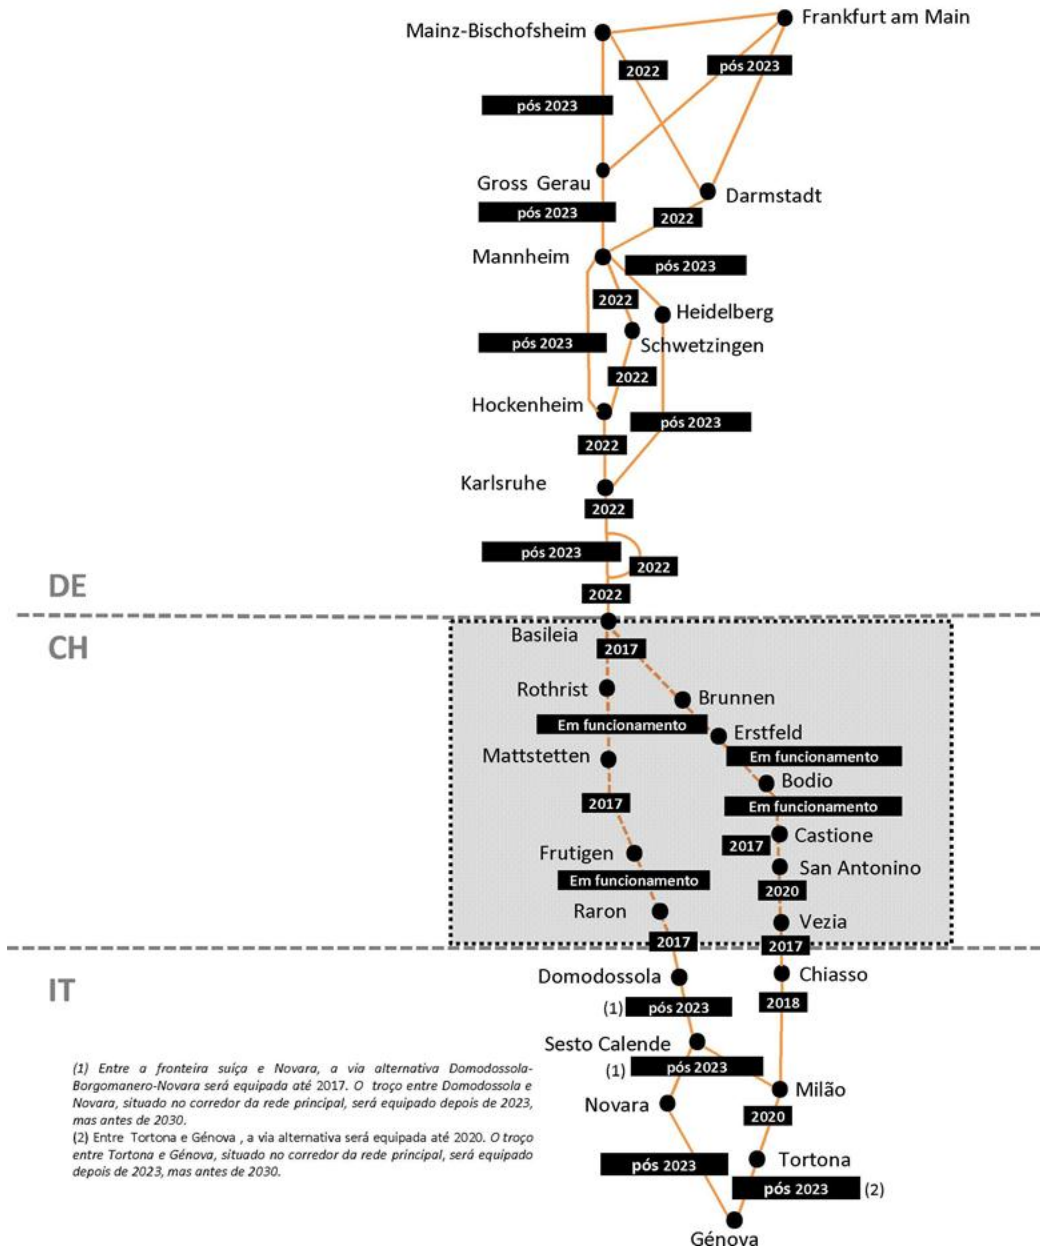 Frankfurt am Main
Mainz-Bischofsheim
2022
pós 2023
pós 2023
Gross Gerau
Darmstadt
pós 2023
2022
Mannheim
pós 2023
2022
Heidelberg
pós 2023
Schwetzingen
2022
Hockenheim
pós 2023
2022
Karlsruhe
2022
pós 2023
2022
DE
2022
CH
Basileia
2017
Rothrist
Brunnen
Em funcionamento
Erstfeld
Mattstetten
Em funcionamento
Bodio
2017
Em funcionamento
Castione
2017
Frutigen
San Antonino
Em funcionamento
2020
Raron
Vezia
2017
2017
IT
Domodossola
Chiasso
(1) pós 2023
2018
Sesto Calende
(1) pós 2023
Milão
Novara
2020
Tortona
pós 2023
pós 2023 (2)
Génova
(1) Entre a fronteira suíça e Novara, a via alternativa Domodossola-
Borgomanero-Novara será equipada até 2017. O troço entre Domodossola e
Novara, situado no corredor da rede principal, será equipado depois de 2023,
mas antes de 2030.
(2) Entre Tortona e Génova , a via alternativa será equipada até 2020. O troço
entre Tortona e Génova, situado no corredor da rede principal, será equipado
depois de 2023, mas antes de 2030.